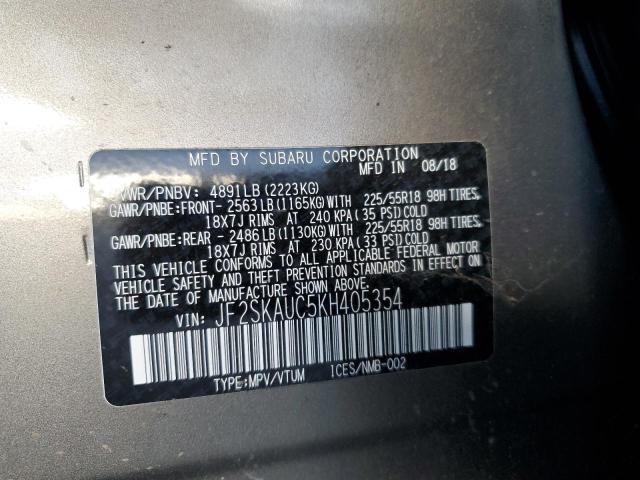 MFD BY SUBARU CORPORATION
MFD IN 08/18
GVWR/PNBV: 4891LB (2223KG)
GAWR/PNBE:FRONT- 2563LB(1165KG)WITH 225/55R18 98H TIRES,
18X7J RIMS AT 240 KPA(35 PSI)COLD
GAWR/PNBE:REAR - 2486LB(1130KG)WITH 225/55R18 98H TIRES,
18X7J RIMS AT 230 KPA(33 PSI)COLD
THIS VEHICLE CONFORMS TO ALL APPLICABLE FEDERAL MOTOR
VEHICLE SAFETY AND THEFT PREVENTION STANDARDS IN EFFECT ON
THE DATE OF MANUFACTURE SHOWN ABOVE.
VIN: JF2SKAUC5KH405354
TYPE:MPV/VTUM ICES/NMB-002